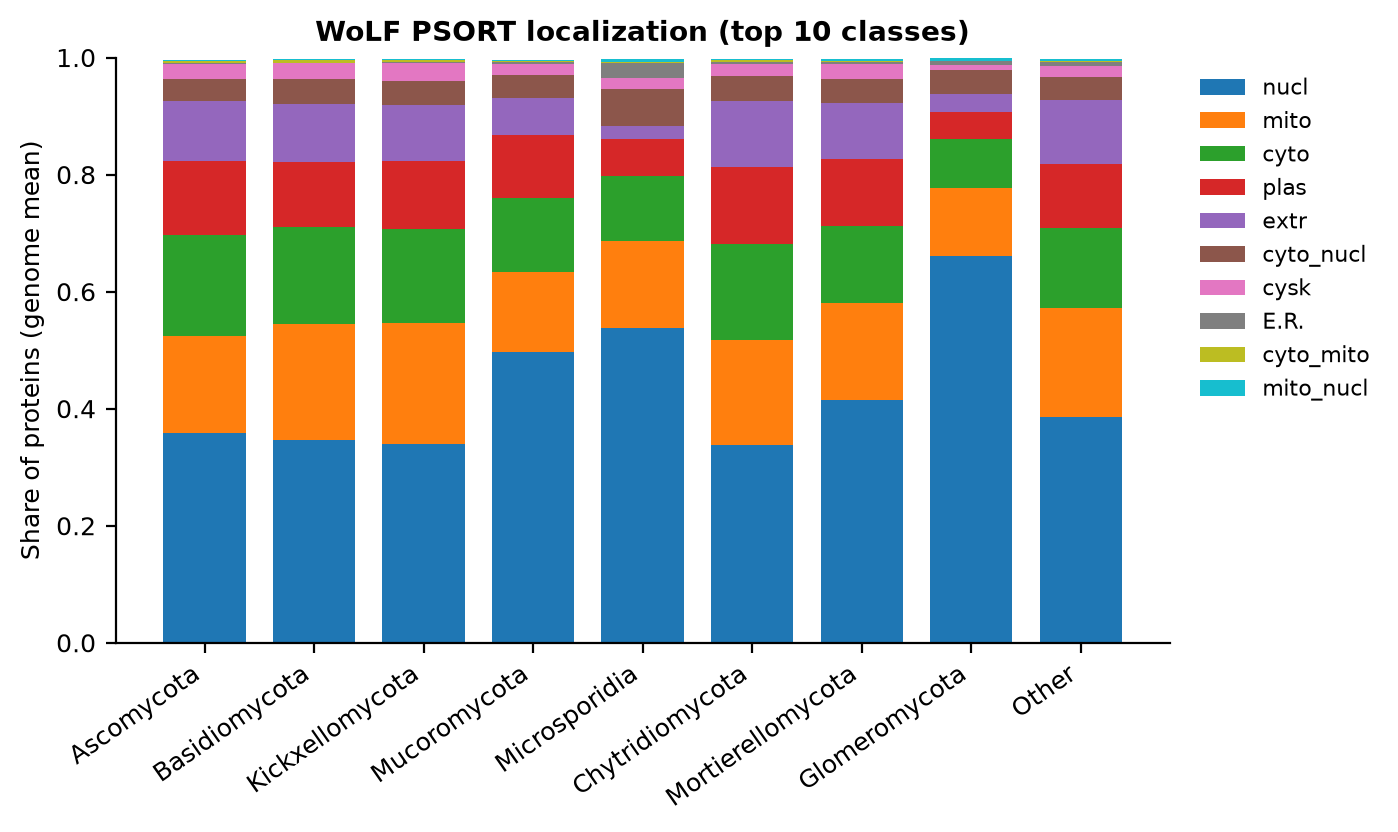 WoLF PSORT localization (top 10 classes)
Share of proteins (genome mean)
1.0
0.8
0.6
0.4
0.2
0.0
Ascomycota
Basidiomycota
Kickxellomycota
Mucoromycota
Microsporidia
Chytridiomycota
Mortierellomycota
Glomeromycota
Other
nucl
mito
cyto
plas
extr
cyto_nucl
cysk
E.R.
cyto_mito
mito_nucl